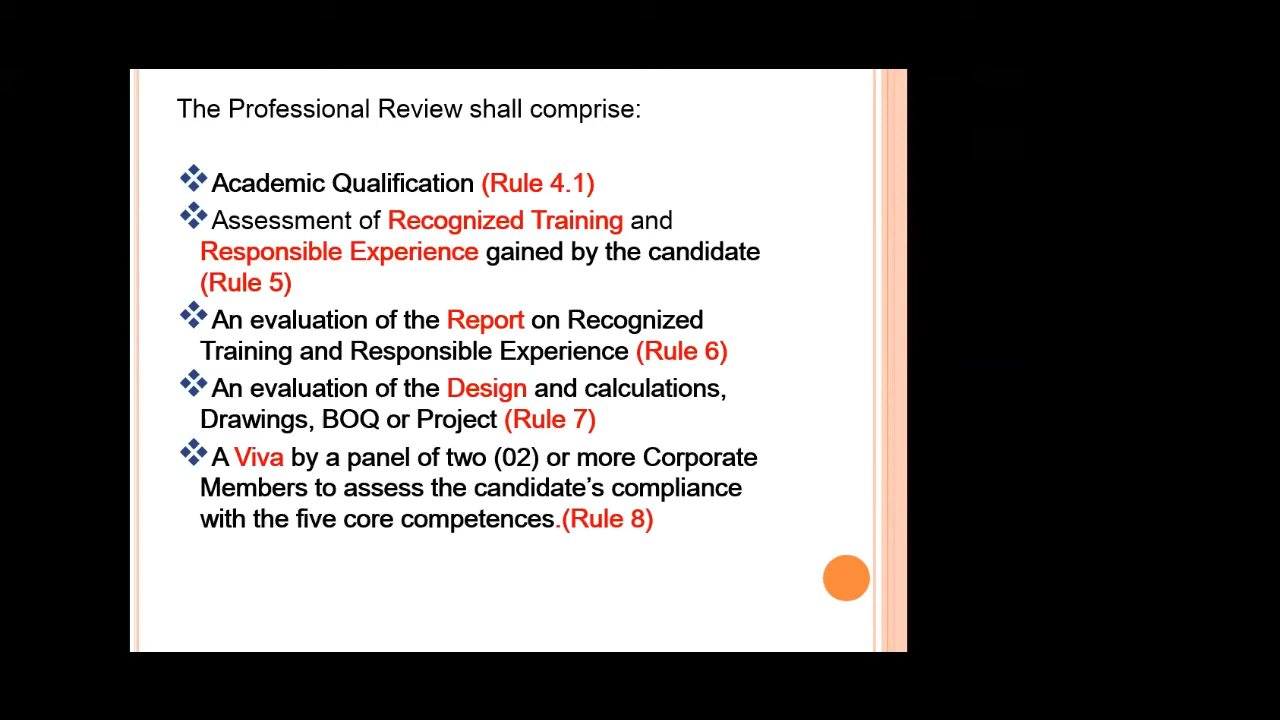 The Professional Review shall comprise:
Academic Qualification (Rule 4.1)
Assessment of Recognized Training and
Responsible Experience gained by the candidate
(Rule 5)
An evaluation of the Report on Recognized
Training and Responsible Experience (Rule 6)
An evaluation of the Design and calculations,
Drawings, BOQ or Project (Rule 7)
A Viva by a panel of two (02) or more Corporate
Members to assess the candidate’s compliance
with the five core competences.(Rule 8)